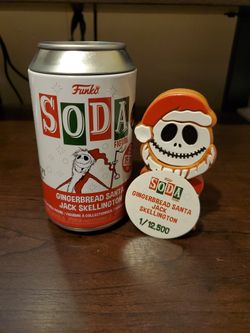 Funko
SODA
FIGURE
GINGERBREAD SANTA
JACK SKELLINGTON
SODA
GINGERBREAD SANTA
JACK
SKELLINGTON
1/12,500